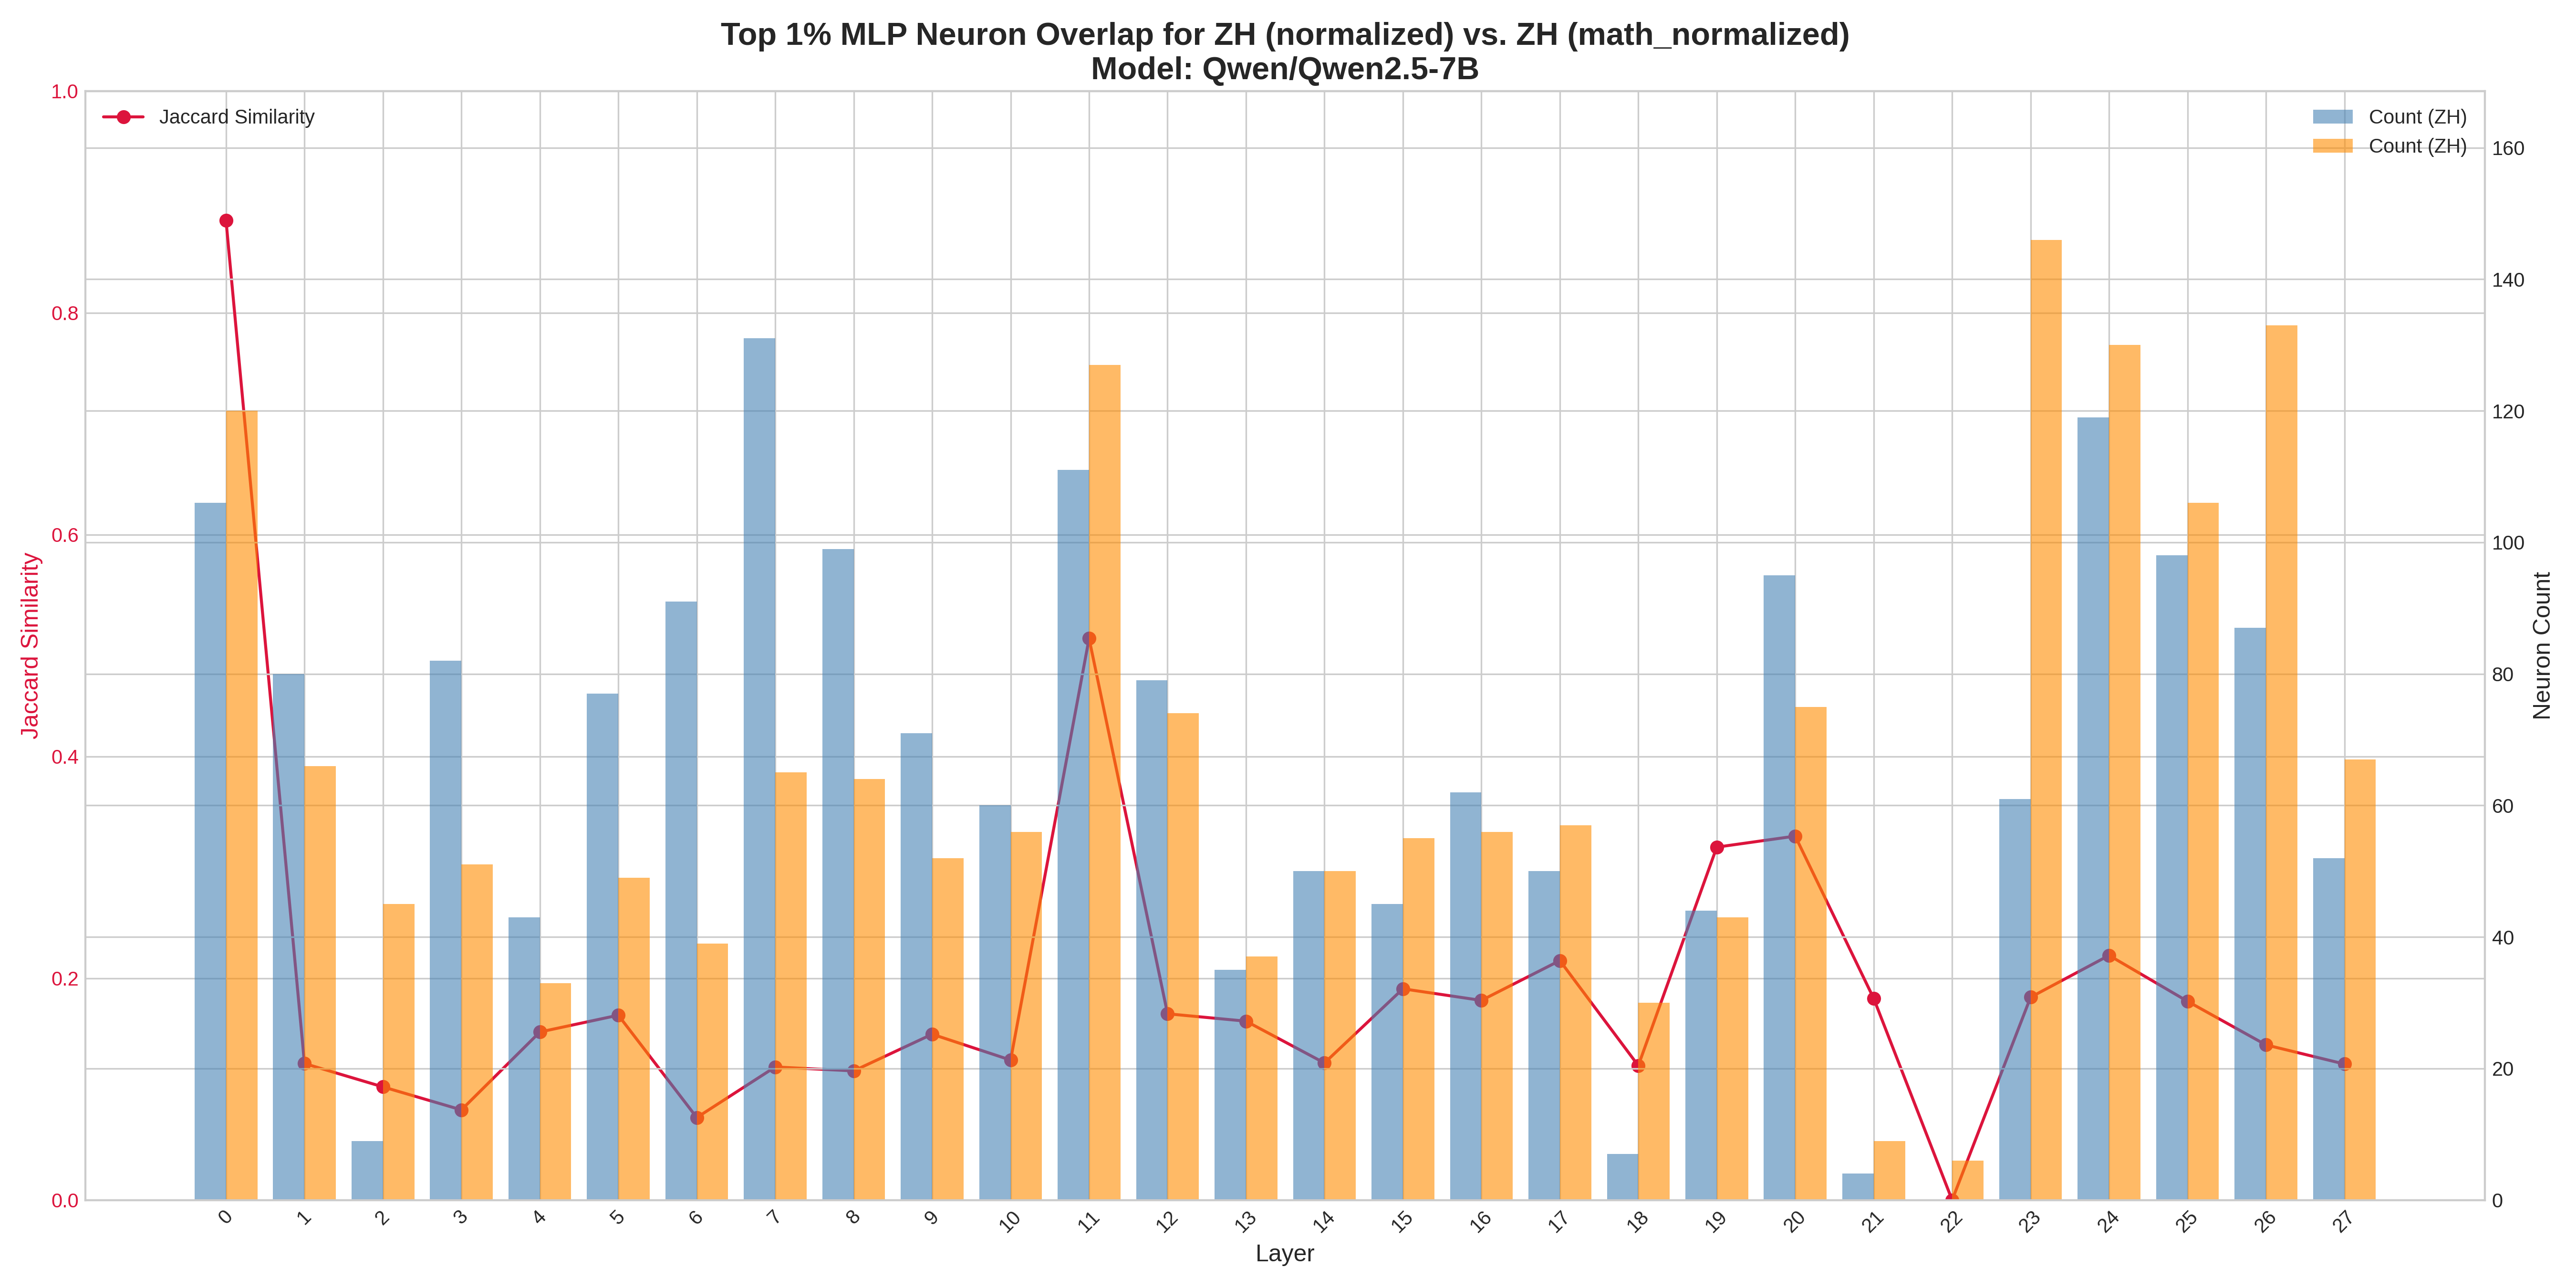 Top 1% MLP Neuron Overlap for ZH (normalized) vs. ZH (math_normalized)
Model: Qwen/Qwen2.5-7B
Jaccard Similarity
Count (ZH)
Count (ZH)
Jaccard Similarity
1.0
0.8
0.6
0.4
0.2
0.0
160
140
120
100
80
60
40
20
0
Neuron Count
0 1 2 3 4 5 6 7 8 9 10 11 12 13 14 15 16 17 18 19 20 21 22 23 24 25 26 27
Layer